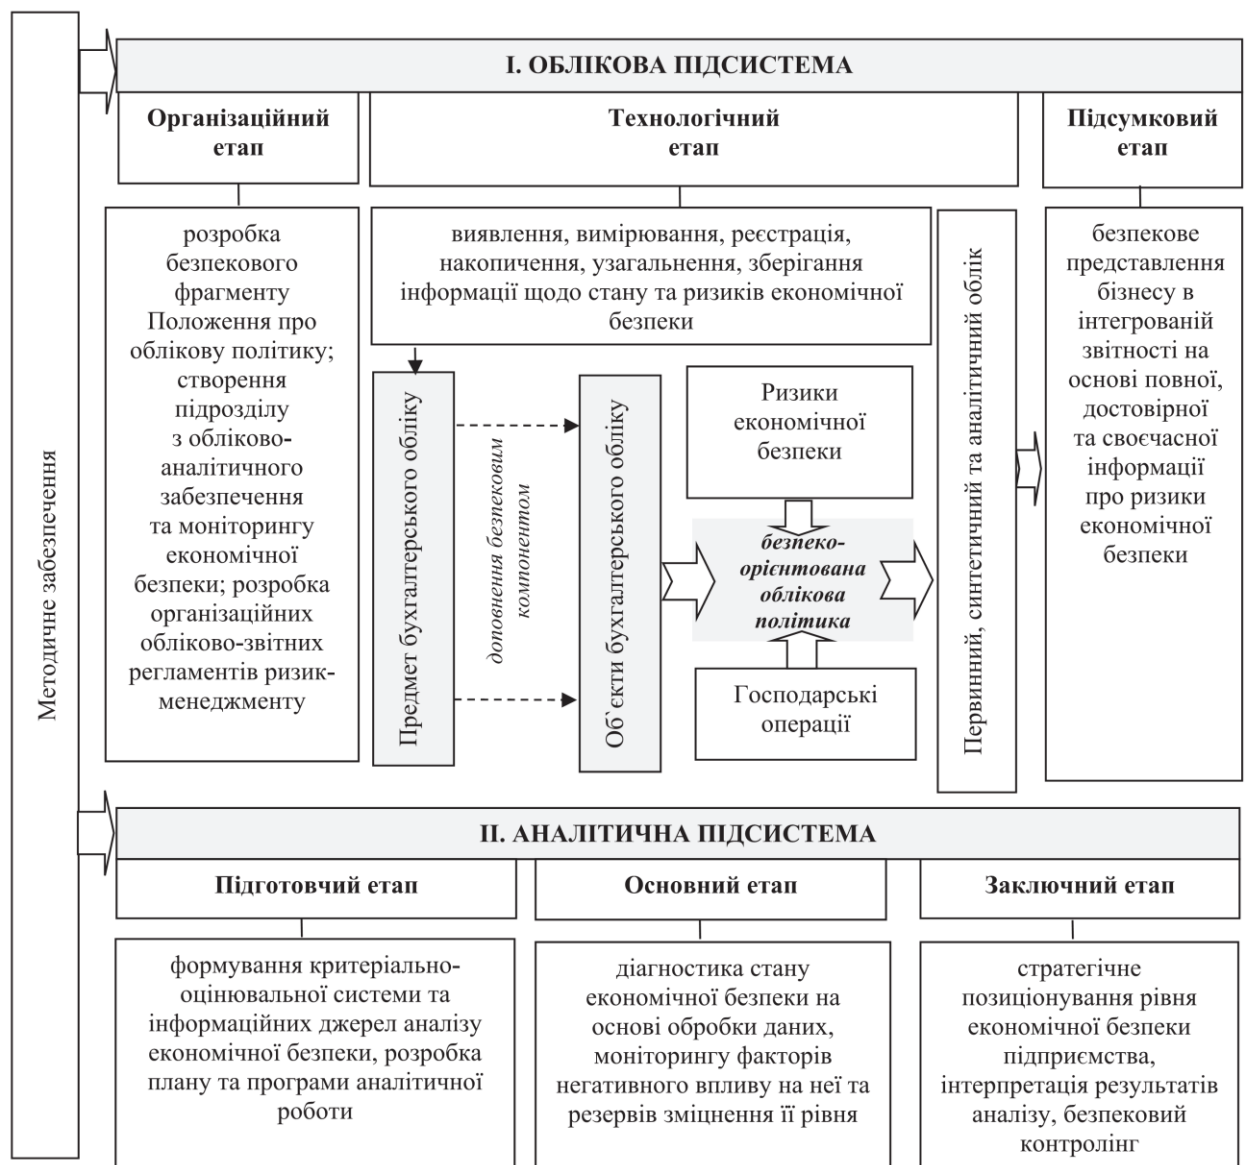 Методичне забезпечення
І. ОБЛІКОВА ПІДСИСТЕМА
Організаційний
етап
розробка
безпекового
фрагменту
Положення про
облікову політику;
створення
підрозділу
з обліково-
аналітичного
забезпечення
та моніторингу
економічної
безпеки; розробка
організаційних
обліково-звітних
регламентів ризик-
менеджменту
Технологічний
етап
виявлення, вимірювання, реєстрація,
накопичення, узагальнення, зберігання
інформації щодо стану та ризиків економічної
безпеки
Предмет бухгалтерського обліку
доповнення безпековим
компонентом
Об`єкти бухгалтерського обліку
Ризики
економічної
безпеки
безпеко-
орієнтована
облікова
політика
Господарські
операції
Первинний, синтетичний та аналітичний облік
Підсумковий
етап
безпекове
представлення
бізнесу в
інтегрованій
звітності на
основі повної,
достовірної
та своєчасної
інформації
про ризики
економічної
безпеки
ІІ. АНАЛІТИЧНА ПІДСИСТЕМА
Підготовчий етап
формування критеріально-
оцінювальної системи та
інформаційних джерел аналізу
економічної безпеки, розробка
плану та програми аналітичної
роботи
Основний етап
діагностика стану
економічної безпеки на
основі обробки даних,
моніторингу факторів
негативного впливу на неї та
резервів зміцнення її рівня
Заключний етап
стратегічне
позиціонування рівня
економічної безпеки
підприємства,
інтерпретація результатів
аналізу, безпековий
контролінг